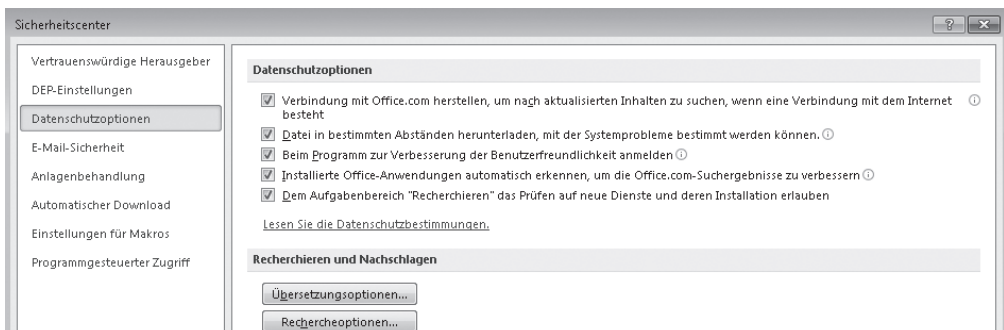 Sicherheitscenter
Vertrauenswürdige Herausgeber
DEP-Einstellungen
Datenschutzoptionen
E-Mail-Sicherheit
Anlagenbehandlung
Automatischer Download
Einstellungen für Makros
Programmgesteuerter Zugriff
Datenschutzoptionen
Verbindung mit Office.com herstellen, um nach aktualisierten Inhalten zu suchen, wenn eine Verbindung mit dem Internet
besteht
Datei in bestimmten Abständen herunterladen, mit der Systemprobleme bestimmt werden können.
Beim Programm zur Verbesserung der Benutzerfreundlichkeit anmelden
Installierte Office-Anwendungen automatisch erkennen, um die Office.com-Suchergebnisse zu verbessern
Dem Aufgabenbereich "Recherchieren" das Prüfen auf neue Dienste und deren Installation erlauben
Lesen Sie die Datenschutzbestimmungen.
Recherchieren und Nachschlagen
Übersetzungsoptionen...
Rechercheoptionen...